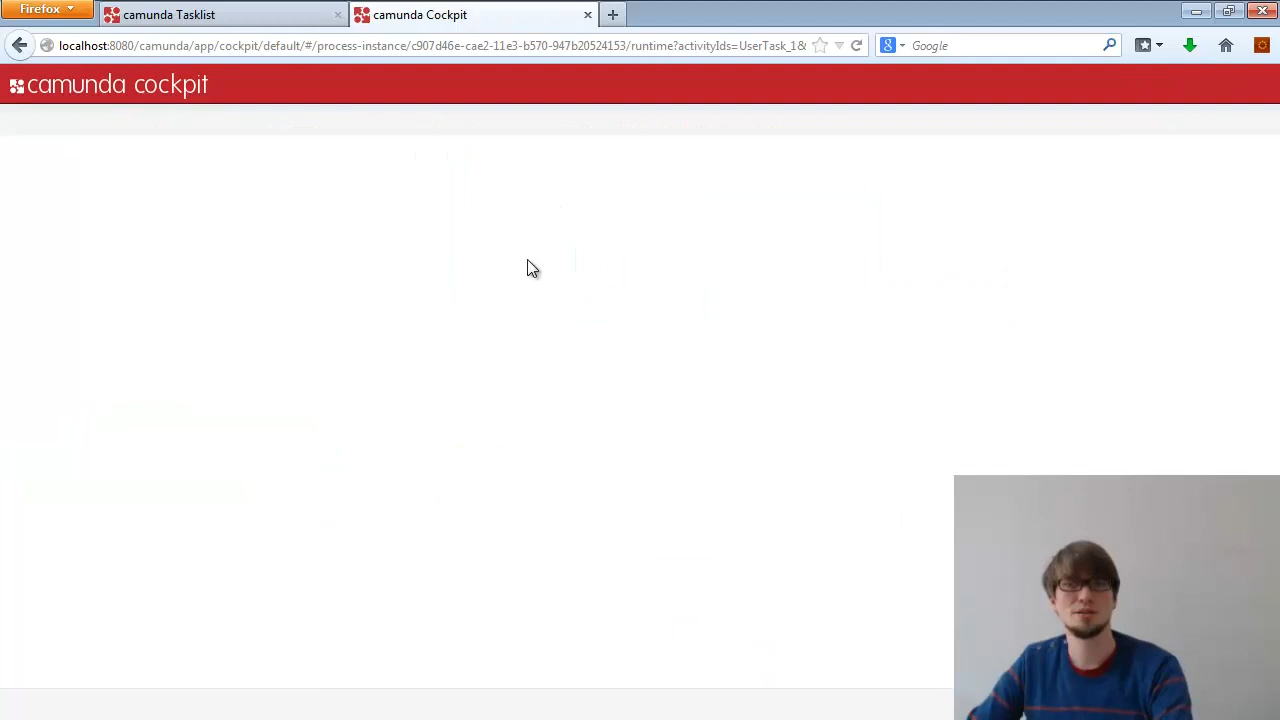 Firefox
camunda Tasklist
camunda Cockpit
localhost:8080/camunda/app/cockpit/default/#/process-instance/c907d46e-cae2-11e3-b570-947b20524153/runtime?activityIds=UserTask_1&
Google
camunda cockpit